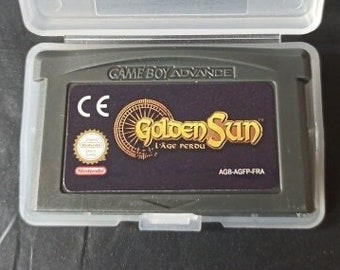 GAME BOY ADVANCE
CE
Golden Sun
L'ÂGE PERDU
Nintendo
AGB-AGFP-FRA